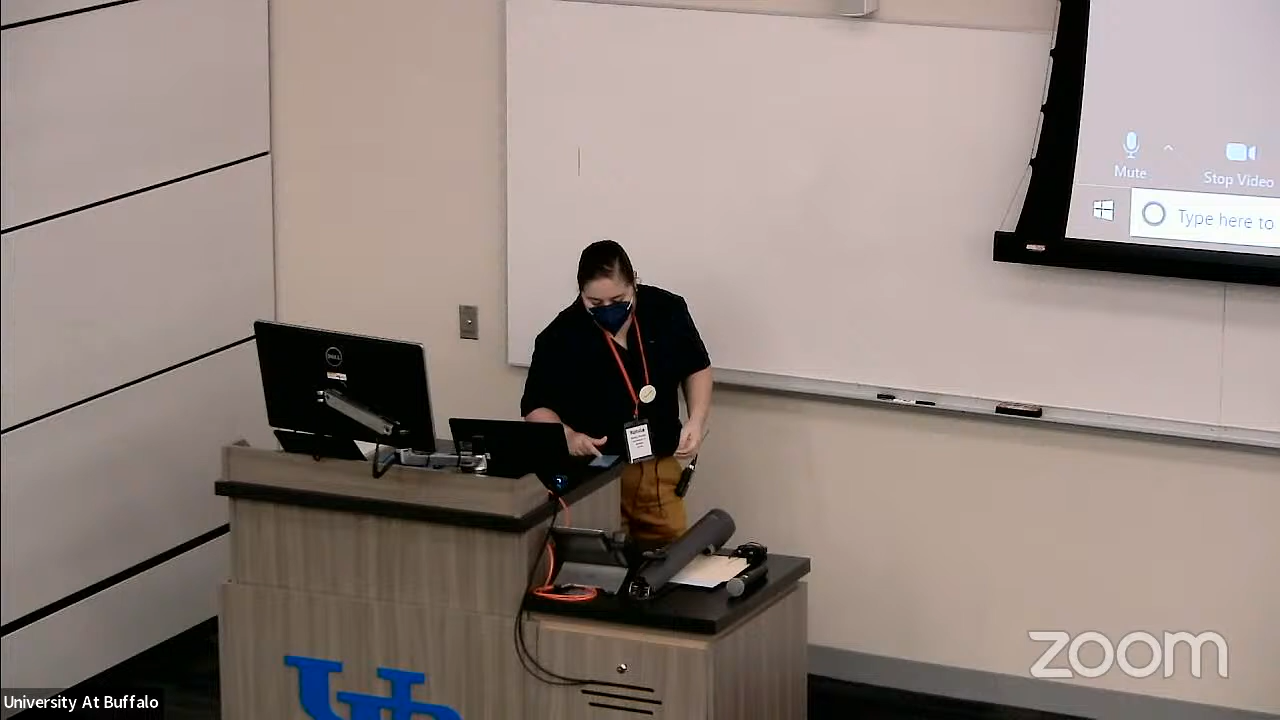 Mute
Stop Video
Type here to
DELL
UB
zoom
University At Buffalo